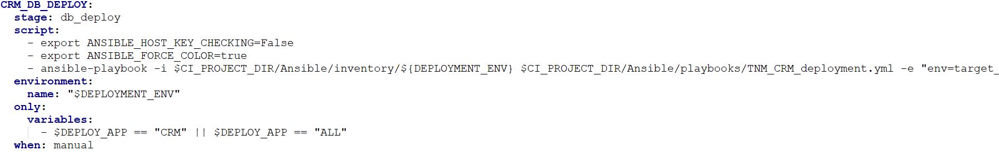 CRM_DB_DEPLOY:
  stage: db_deploy
  script:
    - export ANSIBLE_HOST_KEY_CHECKING=False
    - export ANSIBLE_FORCE_COLOR=true
    - ansible-playbook -i $CI_PROJECT_DIR/Ansible/inventory/${DEPLOYMENT_ENV} $CI_PROJECT_DIR/Ansible/playbooks/TNM_CRM_deployment.yml -e "env=target_
  environment:
    name: "$DEPLOYMENT_ENV"
  only:
    variables:
      - $DEPLOY_APP == "CRM" || $DEPLOY_APP == "ALL"
  when: manual